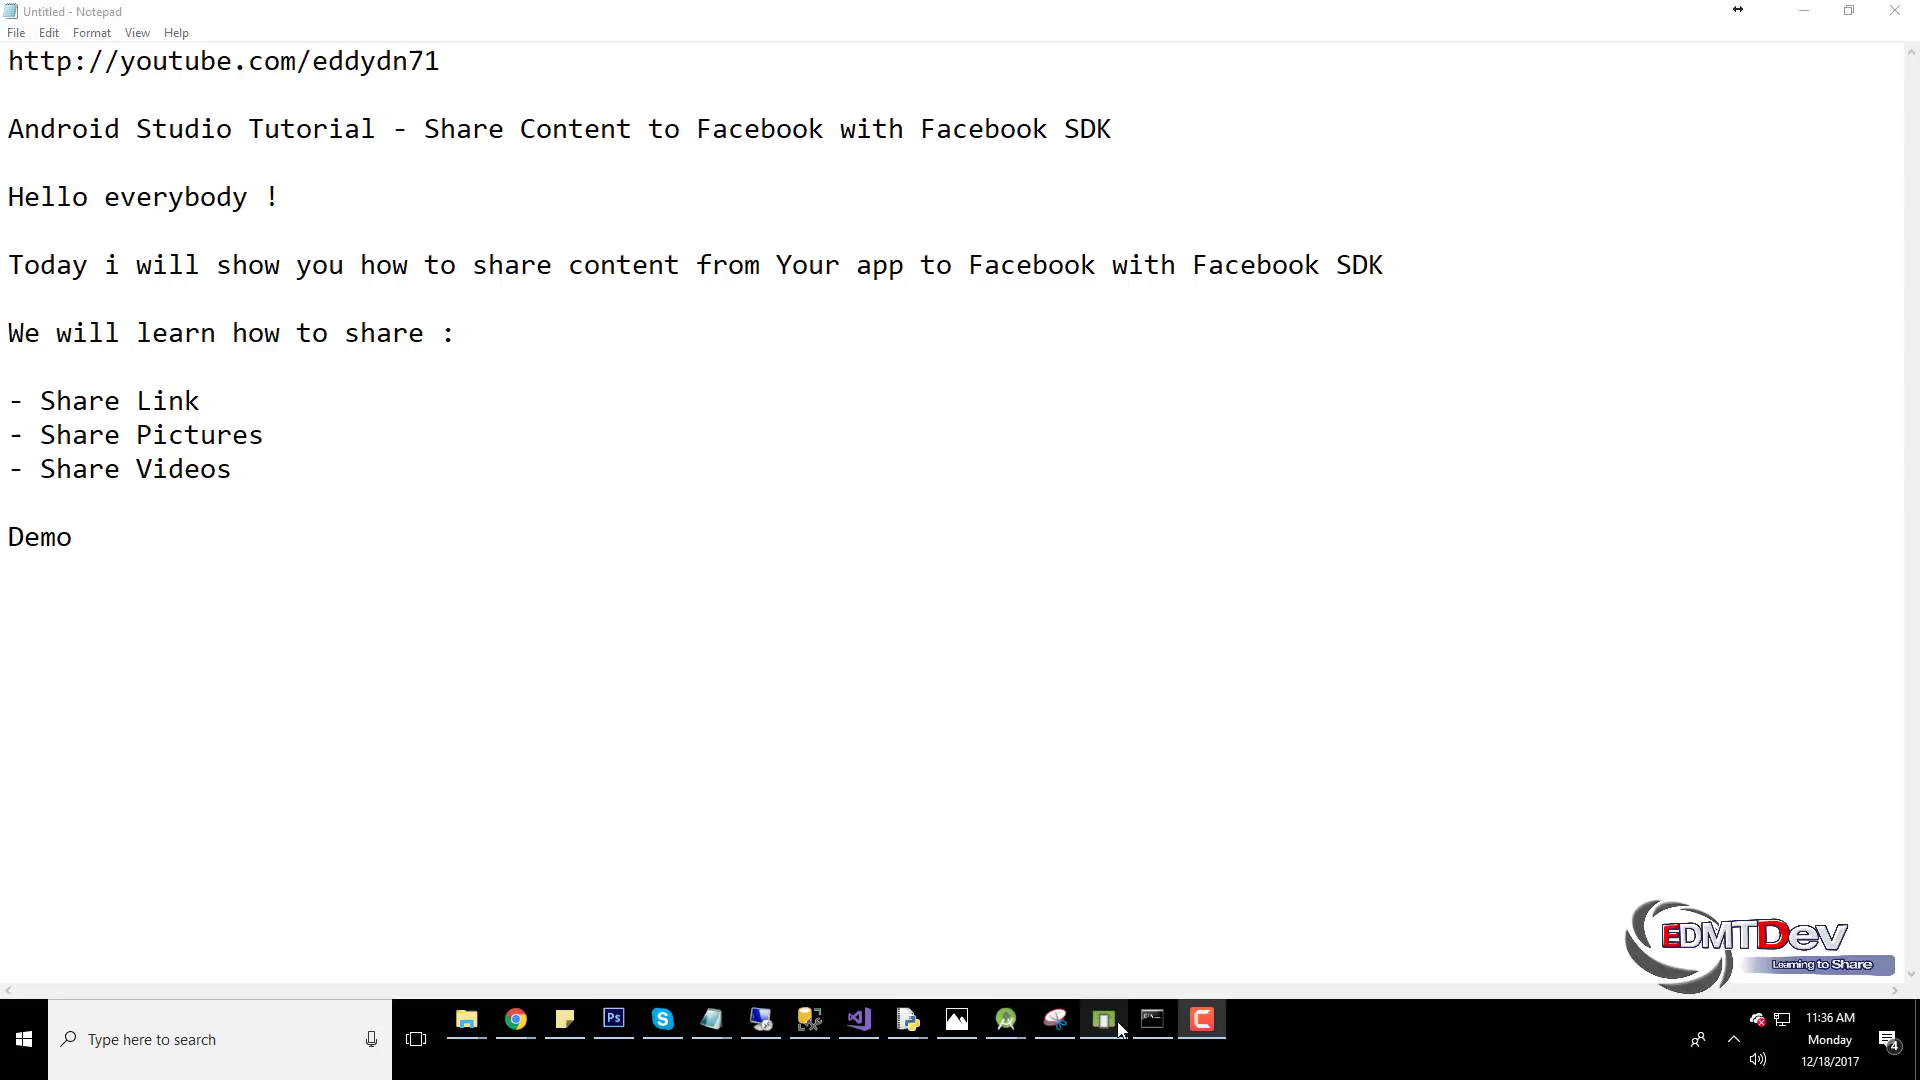 Untitled - Notepad
File Edit Format View Help
http://youtube.com/eddydn71
Android Studio Tutorial - Share Content to Facebook with Facebook SDK
Hello everybody !
Today i will show you how to share content from Your app to Facebook with Facebook SDK
We will learn how to share :
- Share Link
- Share Pictures
- Share Videos
Demo
EDMTDev
Learning to Share
Type here to search
Ps
11:36 AM
Monday
12/18/2017
4